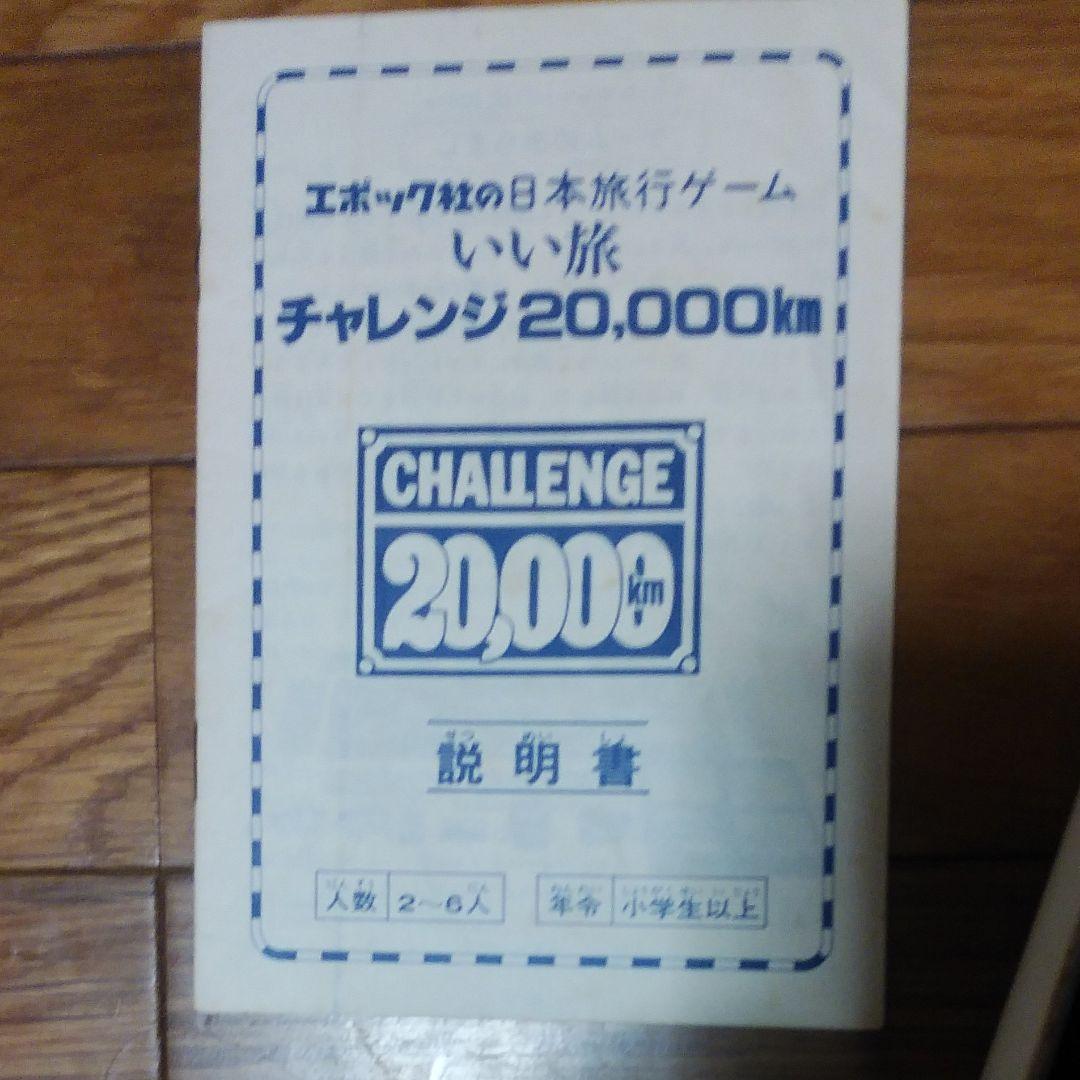 エポック社の日本旅行ゲーム
いい旅
チャレンジ20,000km
CHALLENGE
20,000km
説明書
人数 2〜6人
年令 小学生以上